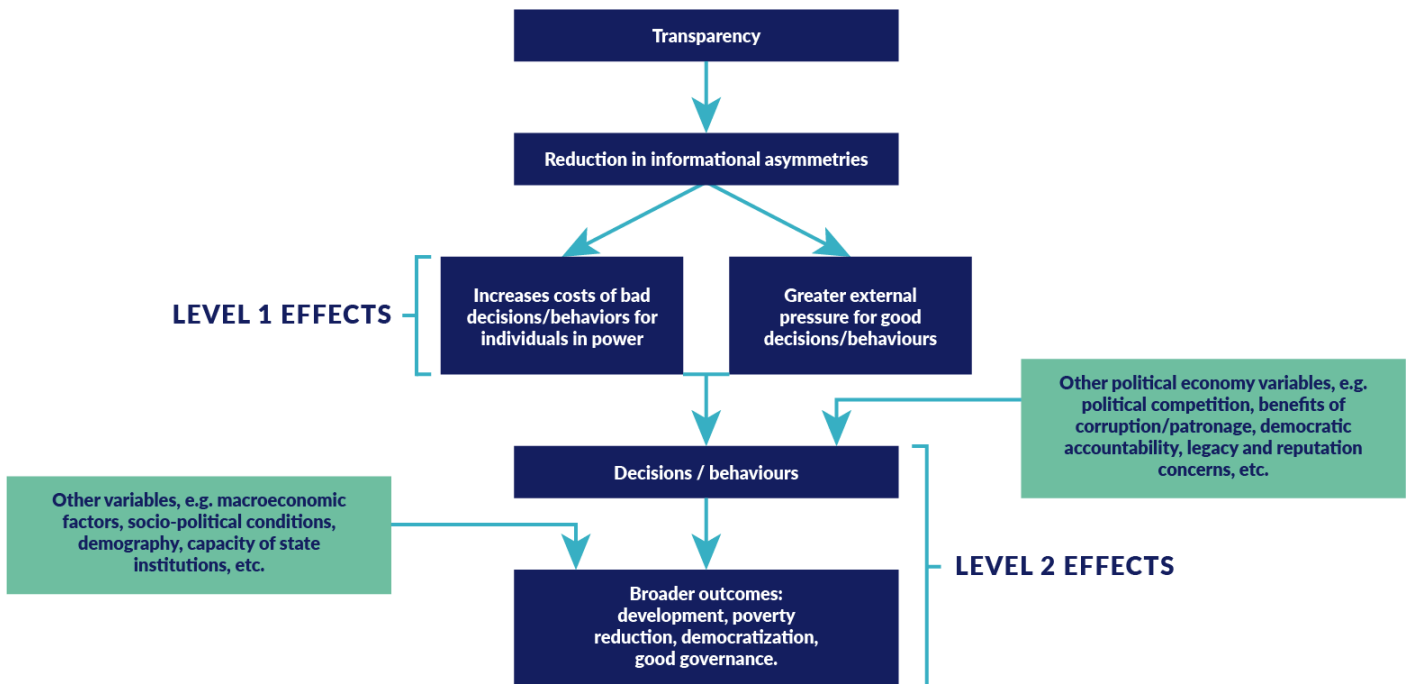 Transparency
Reduction in informational asymmetries
LEVEL 1 EFFECTS
Increases costs of bad
decisions/behaviors for
individuals in power
Greater external
pressure for good
decisions/behaviours
Other political economy variables, e.g.
political competition, benefits of
corruption/patronage, democratic
accountability, legacy and reputation
concerns, etc.
Decisions / behaviours
Other variables, e.g. macroeconomic
factors, socio-political conditions,
demography, capacity of state
institutions, etc.
LEVEL 2 EFFECTS
Broader outcomes:
development, poverty
reduction, democratization,
good governance.